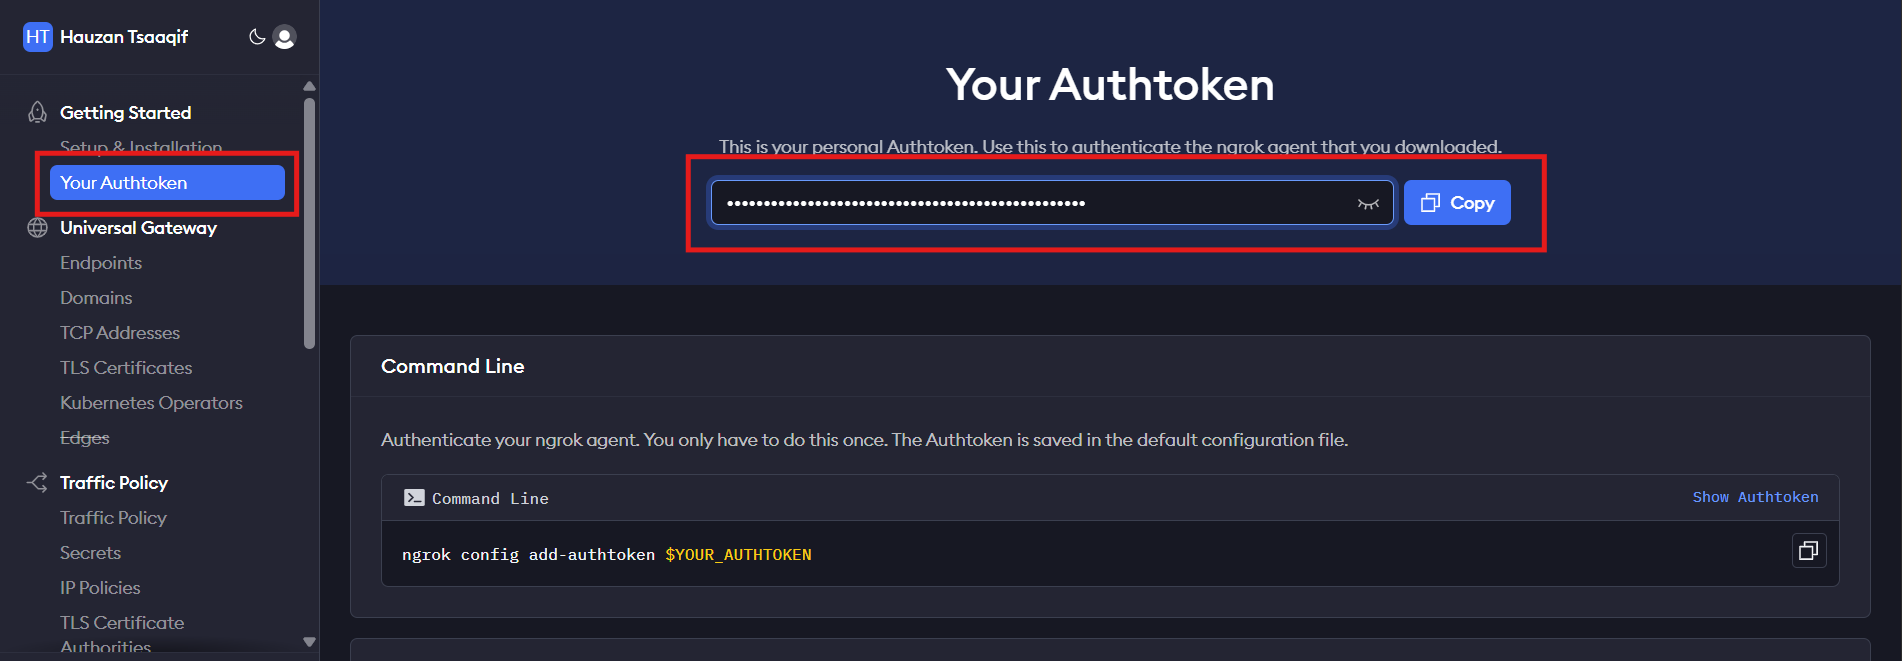 HT Hauzan Tsaaqif
Getting Started
Setup & Installation
Your Authtoken
Universal Gateway
Endpoints
Domains
TCP Addresses
TLS Certificates
Kubernetes Operators
Edges
Traffic Policy
Traffic Policy
Secrets
IP Policies
TLS Certificate
Authorities
Your Authtoken
This is your personal Authtoken. Use this to authenticate the ngrok agent that you downloaded.
••••••••••••••••••••••••••••••••••••••••••••••••• Copy
Command Line
Authenticate your ngrok agent. You only have to do this once. The Authtoken is saved in the default configuration file.
Command Line Show Authtoken
ngrok config add-authtoken $YOUR_AUTHTOKEN